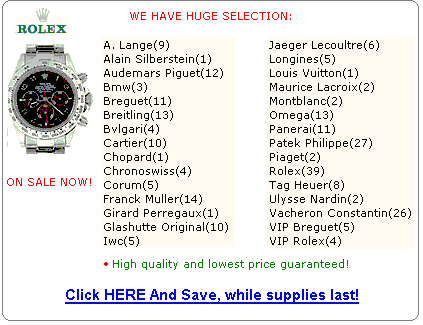 ROLEX
WE HAVE HUGE SELECTION:
A. Lange(9)
Alain Silberstein(1)
Audemars Piguet(12)
Bmw(3)
Breguet(11)
Breitling(13)
Bvlgari(4)
Cartier(10)
Chopard(1)
Chronoswiss(4)
Corum(5)
Franck Muller(14)
Girard Perregaux(1)
Glashutte Original(10)
Iwc(5)
Jaeger Lecoultre(6)
Longines(5)
Louis Vuitton(1)
Maurice Lacroix(2)
Montblanc(2)
Omega(13)
Panerai(11)
Patek Philippe(27)
Piaget(2)
Rolex(39)
Tag Heuer(8)
Ulysse Nardin(2)
Vacheron Constantin(26)
VIP Breguet(5)
VIP Rolex(4)
ON SALE NOW!
• High quality and lowest price guaranteed!
Click HERE And Save, while supplies last!